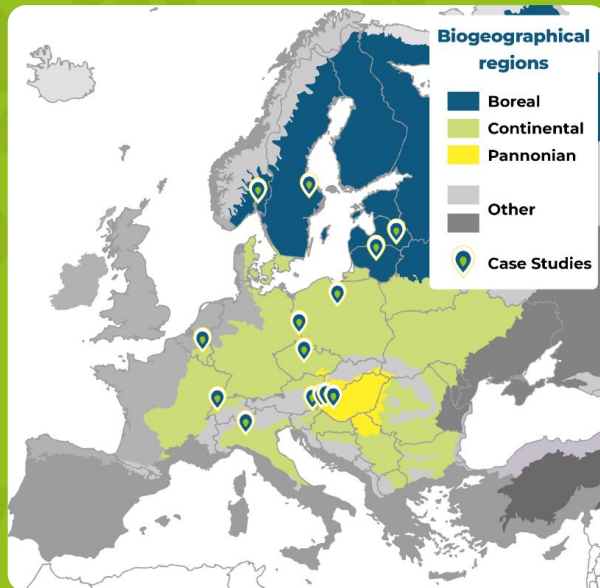 Biogeographical
regions
Boreal
Continental
Pannonian
Other
Case Studies